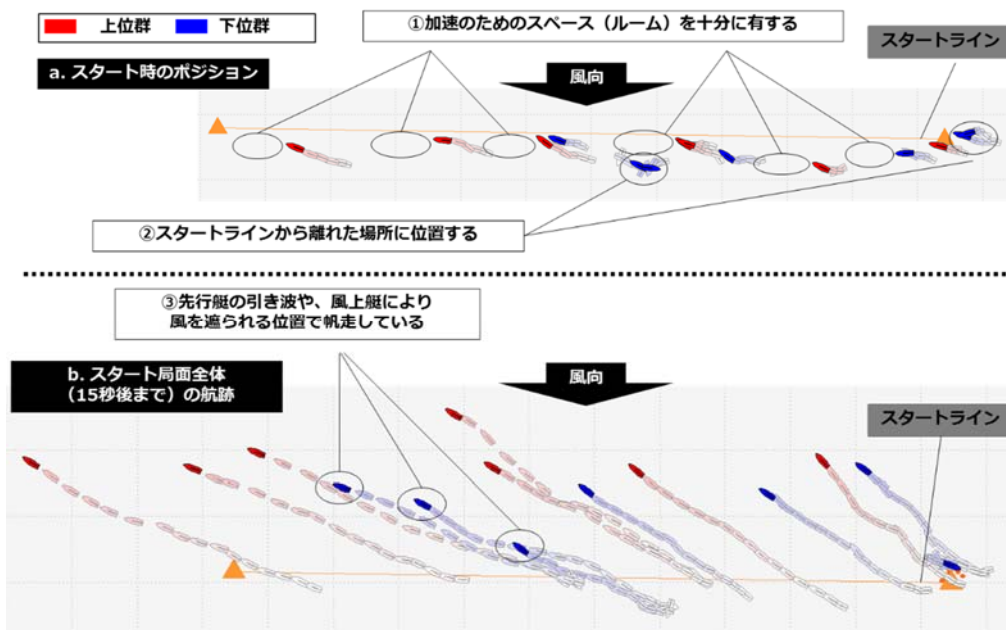 上位群 下位群
①加速のためのスペース（ルーム）を十分に有する
スタートライン
a. スタート時のポジション
風向
②スタートラインから離れた場所に位置する
③先行艇の引き波や、風上艇により
風を遮られる位置で帆走している
b. スタート局面全体
（15秒後まで）の航跡
風向
スタートライン